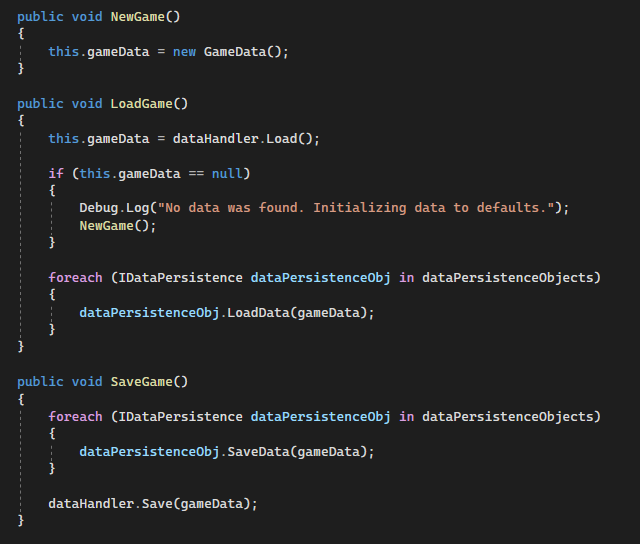 public void NewGame()
{
    this.gameData = new GameData();
}

public void LoadGame()
{
    this.gameData = dataHandler.Load();

    if (this.gameData == null)
    {
        Debug.Log("No data was found. Initializing data to defaults.");
        NewGame();
    }

    foreach (IDataPersistence dataPersistenceObj in dataPersistenceObjects)
    {
        dataPersistenceObj.LoadData(gameData);
    }
}

public void SaveGame()
{
    foreach (IDataPersistence dataPersistenceObj in dataPersistenceObjects)
    {
        dataPersistenceObj.SaveData(gameData);
    }

    dataHandler.Save(gameData);
}